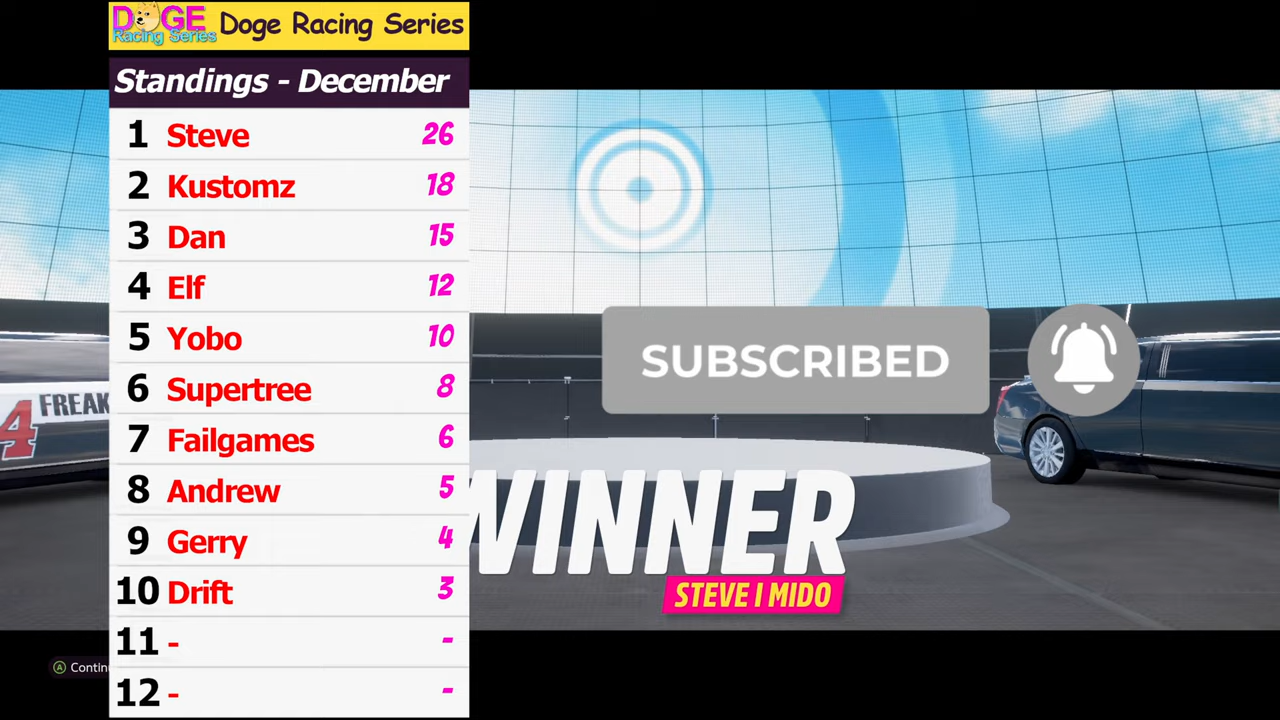 DOGE
Racing Series
Doge Racing Series
Standings - December
1 Steve 26
2 Kustomz 18
3 Dan 15
4 Elf 12
5 Yobo 10
6 Supertree 8
7 Failgames 6
8 Andrew 5
9 Gerry 4
10 Drift 3
11 - -
12 - -
SUBSCRIBED
4 FREAK
WINNER
STEVE I MIDO
A Continu